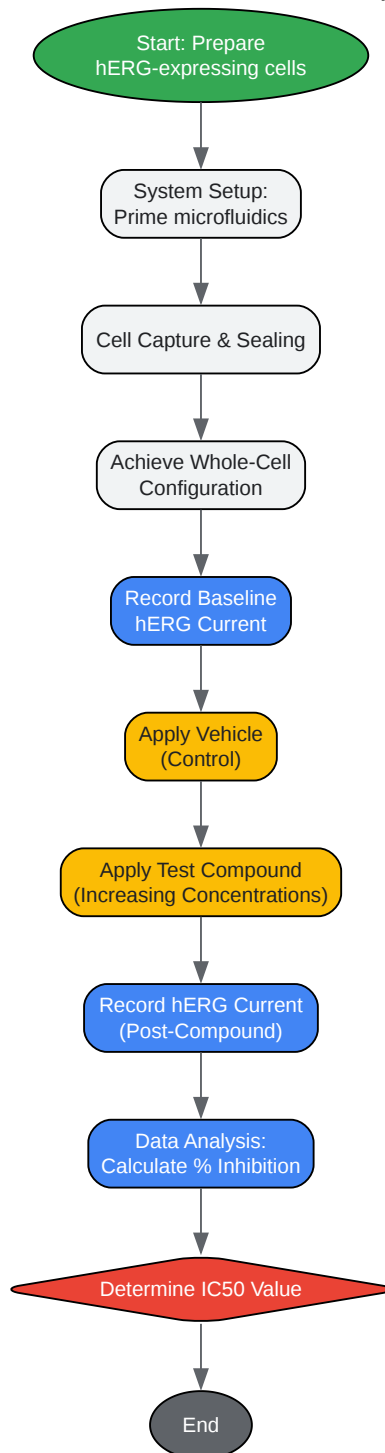 Start: Prepare
hERG-expressing cells
System Setup:
Prime microfluidics
Cell Capture & Sealing
Achieve Whole-Cell
Configuration
Record Baseline
hERG Current
Apply Vehicle
(Control)
Apply Test Compound
(Increasing Concentrations)
Record hERG Current
(Post-Compound)
Data Analysis:
Calculate % Inhibition
Determine IC50 Value
End